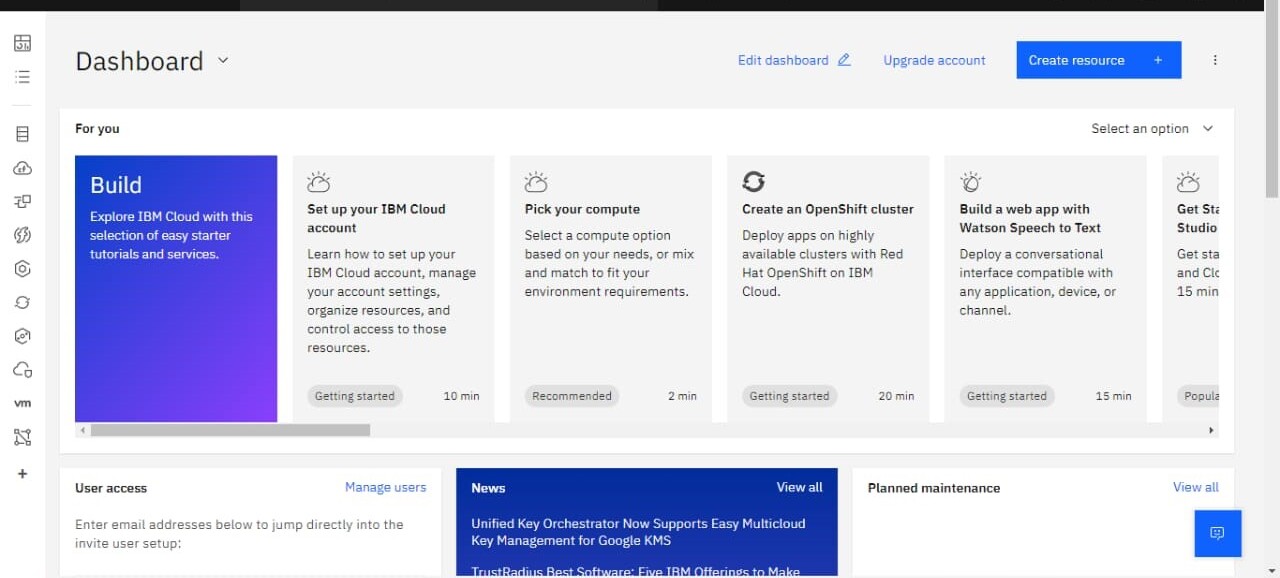 Dashboard
Edit dashboard
Upgrade account
Create resource +
For you
Select an option
Build
Explore IBM Cloud with this
selection of easy starter
tutorials and services.
Set up your IBM Cloud
account
Learn how to set up your
IBM Cloud account, manage
your account settings,
organize resources, and
control access to those
resources.
Getting started
10 min
Pick your compute
Select a compute option
based on your needs, or mix
and match to fit your
environment requirements.
Recommended
2 min
Create an OpenShift cluster
Deploy apps on highly
available clusters with Red
Hat OpenShift on IBM
Cloud.
Getting started
20 min
Build a web app with
Watson Speech to Text
Deploy a conversational
interface compatible with
any application, device, or
channel.
Getting started
15 min
Get Sta
Studio
Get sta
and Clo
15 min
Popula
vm
+
User access
Manage users
Enter email addresses below to jump directly into the
invite user setup:
News
View all
Unified Key Orchestrator Now Supports Easy Multicloud
Key Management for Google KMS
TrustRadius Best Software: Five IBM Offerings to Make
Planned maintenance
View all